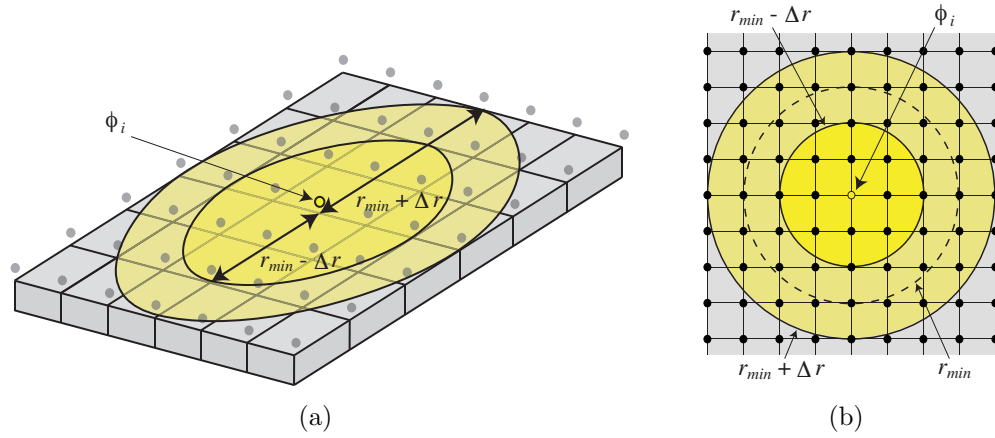 ϕi
rmin + Δr
rmin - Δr
(a)
rmin - Δr
ϕi
rmin + Δr
rmin
(b)